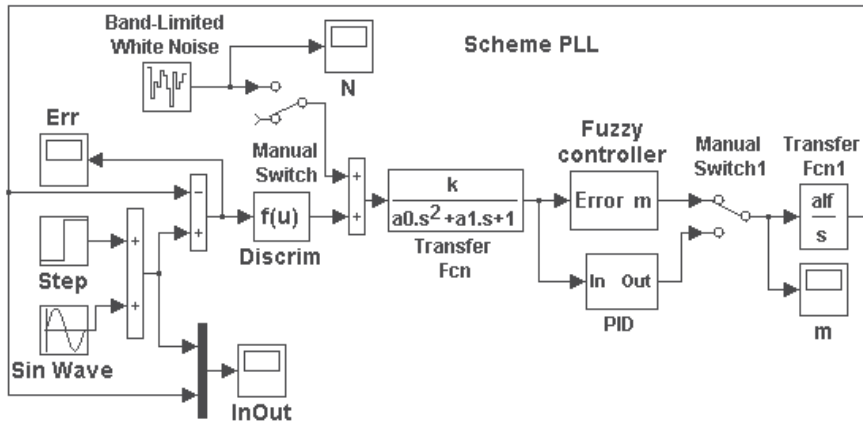 Band-Limited
White Noise
Scheme PLL
N
Err
Manual
Switch
Fuzzy
controller
Manual
Switch1
Transfer
Fcn1
−
+
+
+
+
+
f(u)
Discrim
k
a0.s²+a1.s+1
Transfer
Fcn
Error m
alf
s
Step
In Out
PID
m
Sin Wave
InOut